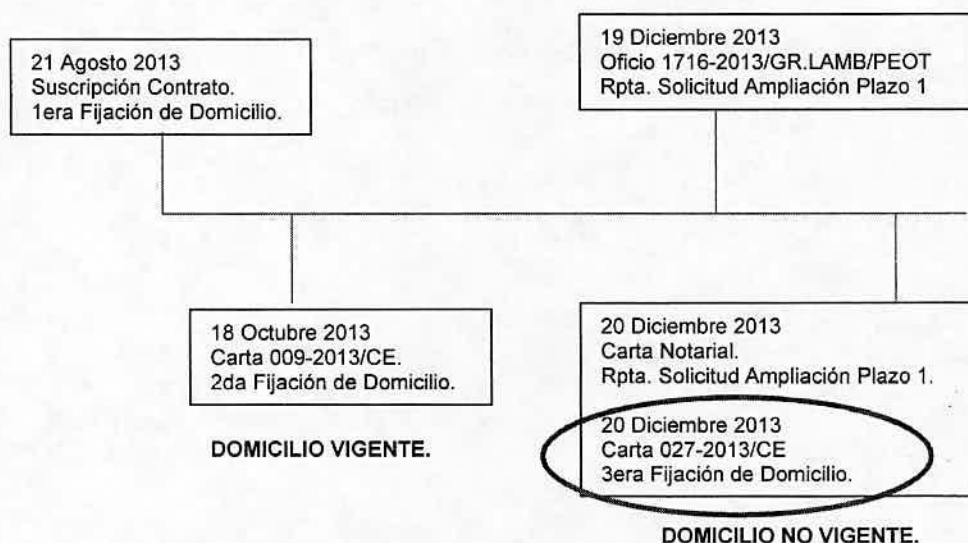 21 Agosto 2013
Suscripción Contrato.
1era Fijación de Domicilio.
19 Diciembre 2013
Oficio 1716-2013/GR.LAMB/PEOT
Rpta. Solicitud Ampliación Plazo 1
18 Octubre 2013
Carta 009-2013/CE.
2da Fijación de Domicilio.
DOMICILIO VIGENTE.
20 Diciembre 2013
Carta Notarial.
Rpta. Solicitud Ampliación Plazo 1.
20 Diciembre 2013
Carta 027-2013/CE
3era Fijación de Domicilio.
DOMICILIO NO VIGENTE.